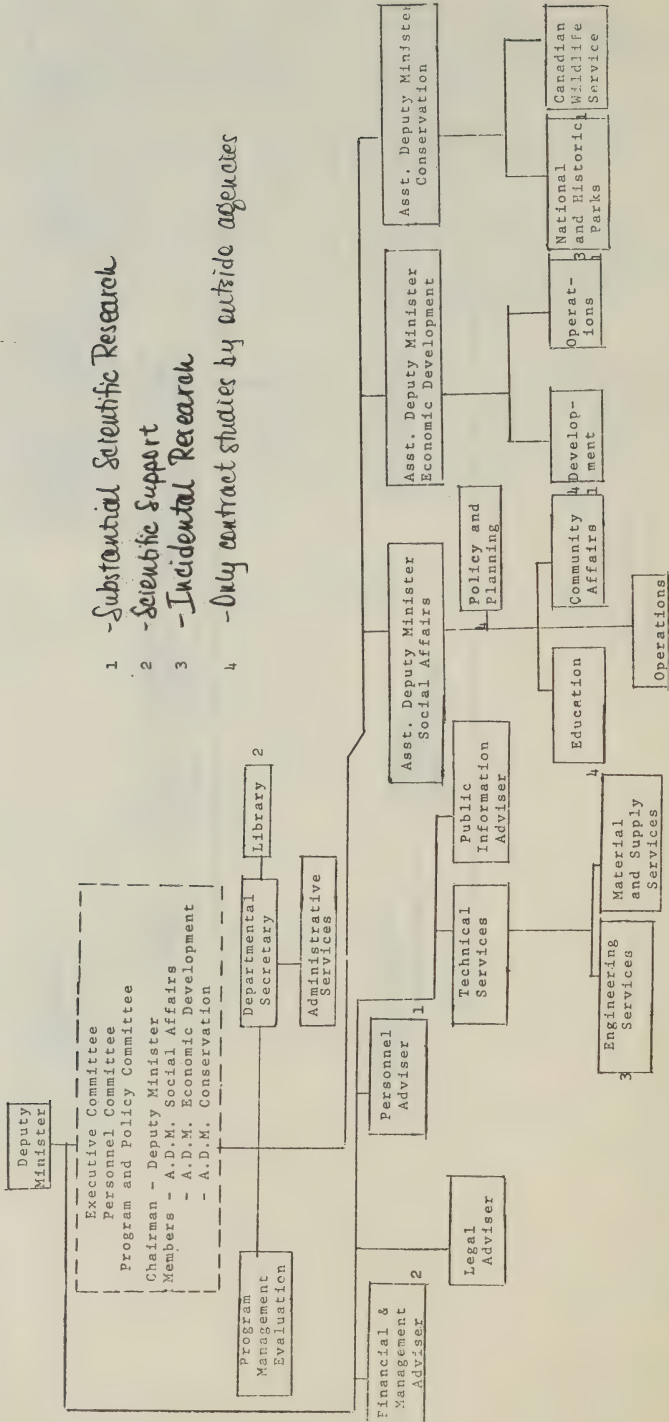 Deputy
Minister
Executive Committee
Personnel Committee
Program and Policy Committee
Chairman - Deputy Minister
Members - A.D.M. Social Affairs
- A.D.M. Economic Development
- A.D.M. Conservation
1 - Substantial Scientific Research
2 - Scientific Support
3 - Incidental Research
4 - Only contract studies by outside agencies
Program
Management
Evaluation
Departmental
Secretary
Library
2
Administrative
Services
Financial &
Management
Adviser
2
Legal
Adviser
Personnel
Adviser
1
Technical
Services
Public
Information
Adviser
Engineering
Services
3
Material
and Supply
Services
4
Asst. Deputy Minister
Social Affairs
Policy and
Planning
4
Education
Community
Affairs
1
Operations
Asst. Deputy Minister
Economic Development
4
Develop-
ment
Operat-
ions
1
Asst. Deputy Minister
Conservation
3
National
and Historic
Parks
1
Canadian
Wildlife
Service